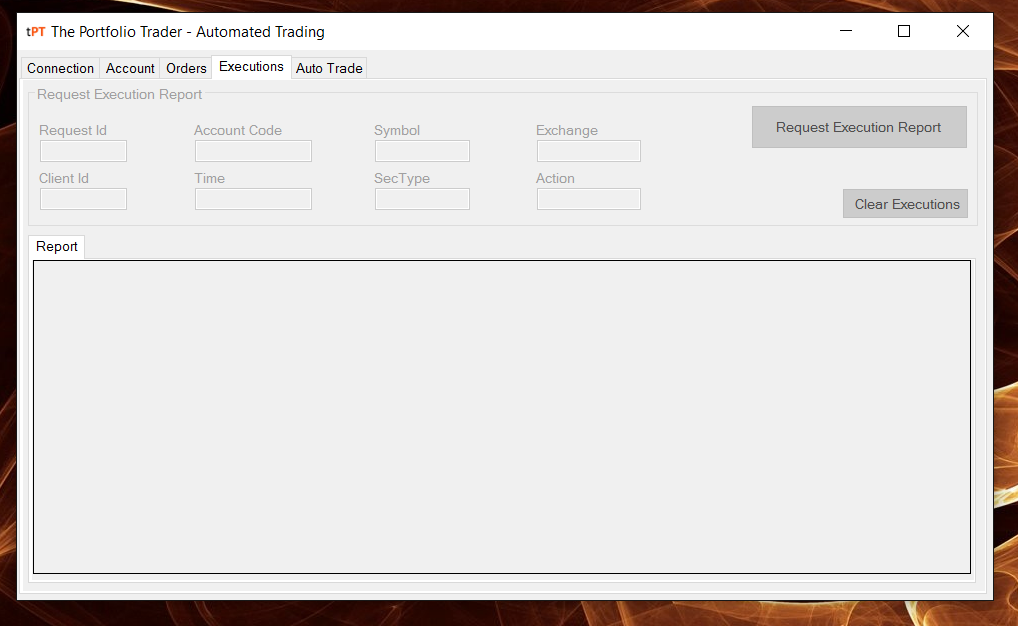 tPT The Portfolio Trader - Automated Trading
Connection Account Orders Executions Auto Trade
Request Execution Report
Request Id Account Code Symbol Exchange
Request Execution Report
Client Id Time SecType Action
Clear Executions
Report